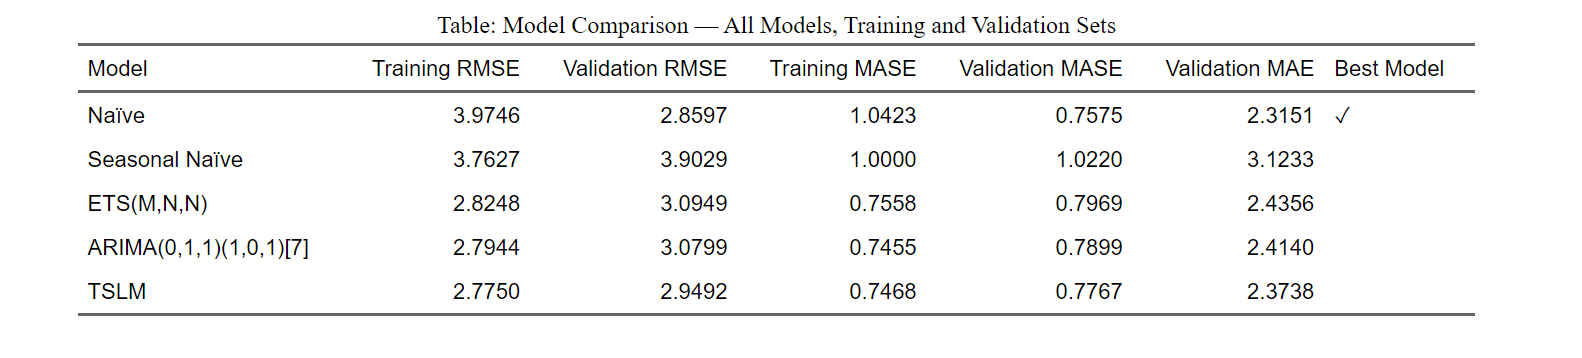 Table: Model Comparison — All Models, Training and Validation Sets
Model Training RMSE Validation RMSE Training MASE Validation MASE Validation MAE Best Model
Naïve 3.9746 2.8597 1.0423 0.7575 2.3151 ✓
Seasonal Naïve 3.7627 3.9029 1.0000 1.0220 3.1233
ETS(M,N,N) 2.8248 3.0949 0.7558 0.7969 2.4356
ARIMA(0,1,1)(1,0,1)[7] 2.7944 3.0799 0.7455 0.7899 2.4140
TSLM 2.7750 2.9492 0.7468 0.7767 2.3738